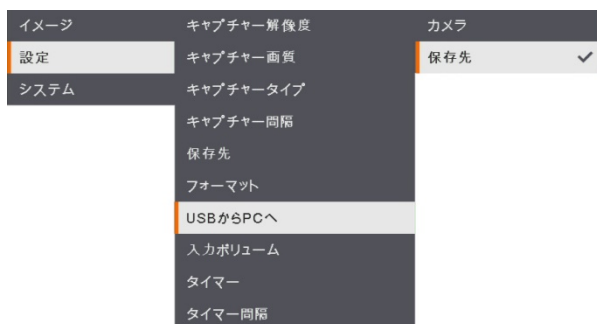 イメージ
設定
システム
キャプチャー解像度
キャプチャー画質
キャプチャータイプ
キャプチャー間隔
保存先
フォーマット
USBからPCへ
入力ボリューム
タイマー
タイマー間隔
カメラ
保存先